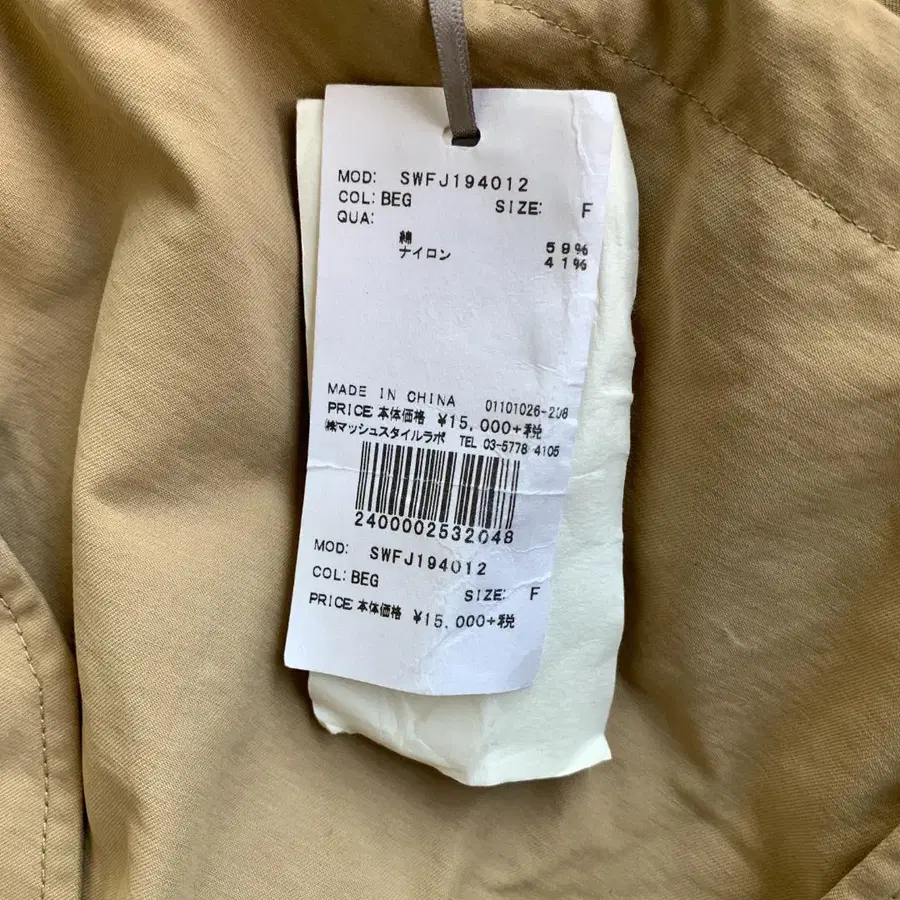 MOD: SWFJ194012
COL: BEG SIZE: F
QUA:
綿 59%
ナイロン 41%
MADE IN CHINA 01101026-208
PRICE 本体価格 ¥15,000+税
㈱マッシュスタイルラボ TEL 03-5778 4105
2400002532048
MOD: SWFJ194012
COL: BEG SIZE: F
PRICE 本体価格 ¥15,000+税